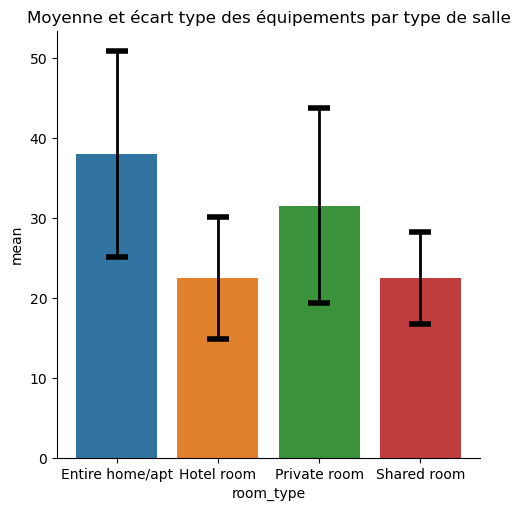 Moyenne et écart type des équipements par type de salle
50
40
30
20
10
0
mean
Entire home/apt Hotel room Private room Shared room
room_type